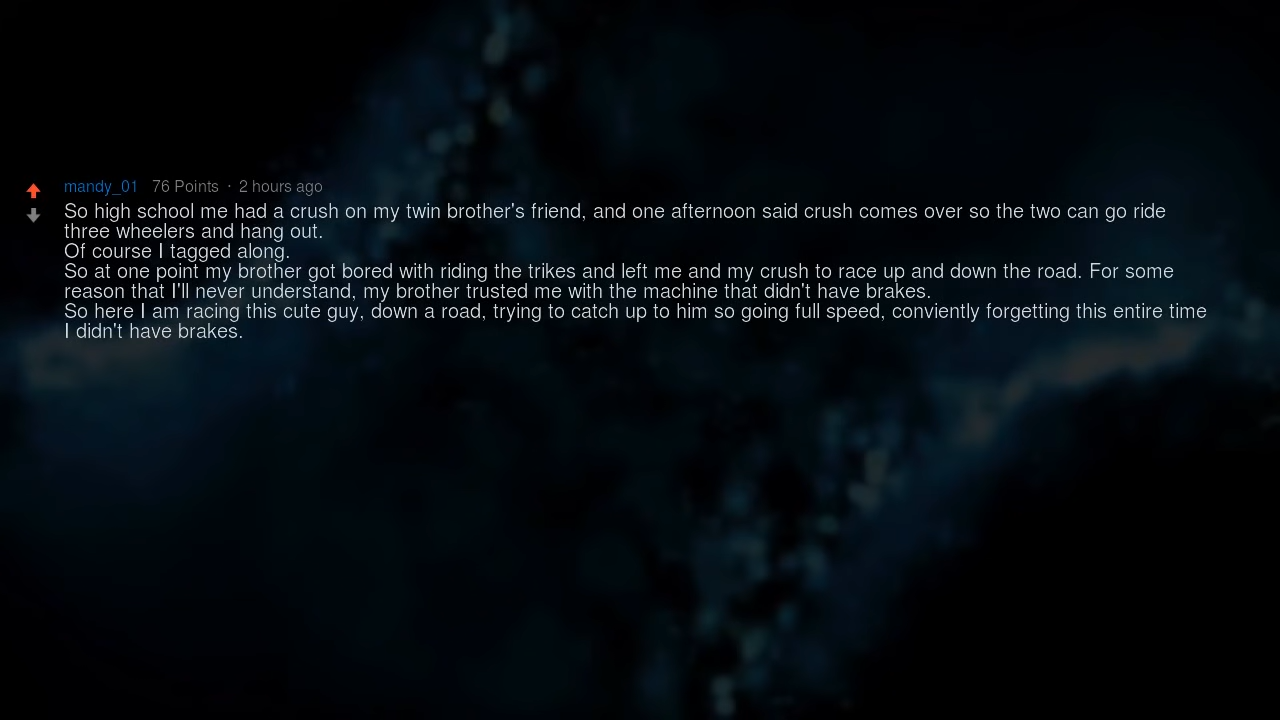 mandy_01 76 Points · 2 hours ago
So high school me had a crush on my twin brother's friend, and one afternoon said crush comes over so the two can go ride
three wheelers and hang out.
Of course I tagged along.
So at one point my brother got bored with riding the trikes and left me and my crush to race up and down the road. For some
reason that I'll never understand, my brother trusted me with the machine that didn't have brakes.
So here I am racing this cute guy, down a road, trying to catch up to him so going full speed, conviently forgetting this entire time
I didn't have brakes.